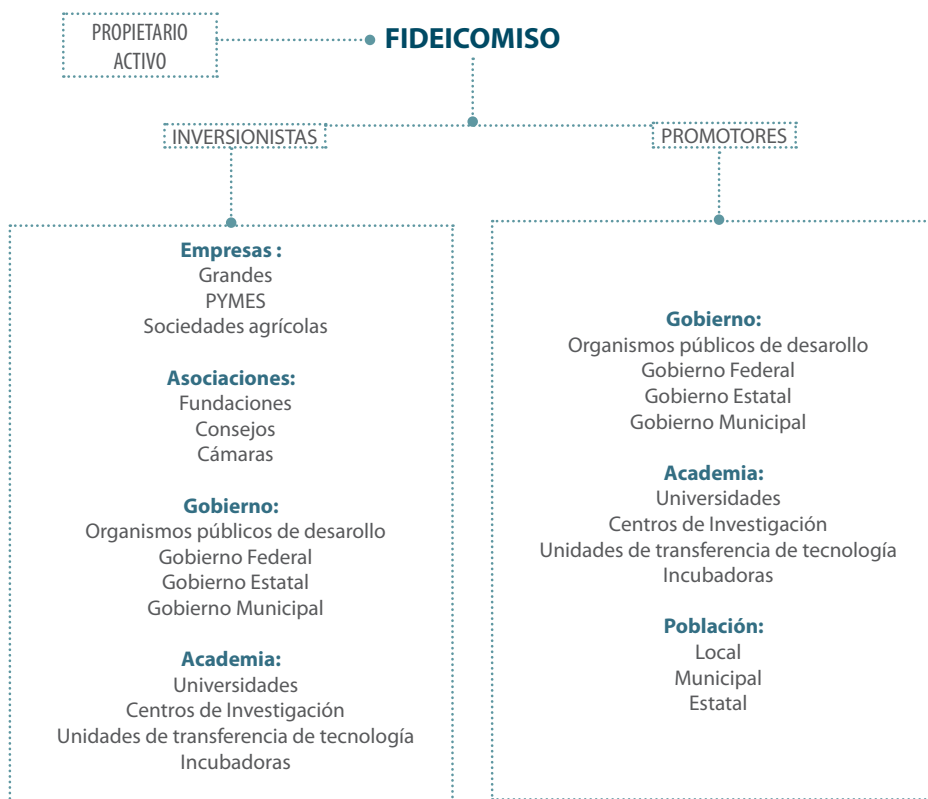 PROPIETARIO
ACTIVO
FIDEICOMISO
INVERSIONISTAS
PROMOTORES
Empresas :
Grandes
PYMES
Sociedades agrícolas
Asociaciones:
Fundaciones
Consejos
Cámaras
Gobierno:
Organismos públicos de desarollo
Gobierno Federal
Gobierno Estatal
Gobierno Municipal
Academia:
Universidades
Centros de Investigación
Unidades de transferencia de tecnología
Incubadoras
Gobierno:
Organismos públicos de desarollo
Gobierno Federal
Gobierno Estatal
Gobierno Municipal
Academia:
Universidades
Centros de Investigación
Unidades de transferencia de tecnología
Incubadoras
Población:
Local
Municipal
Estatal